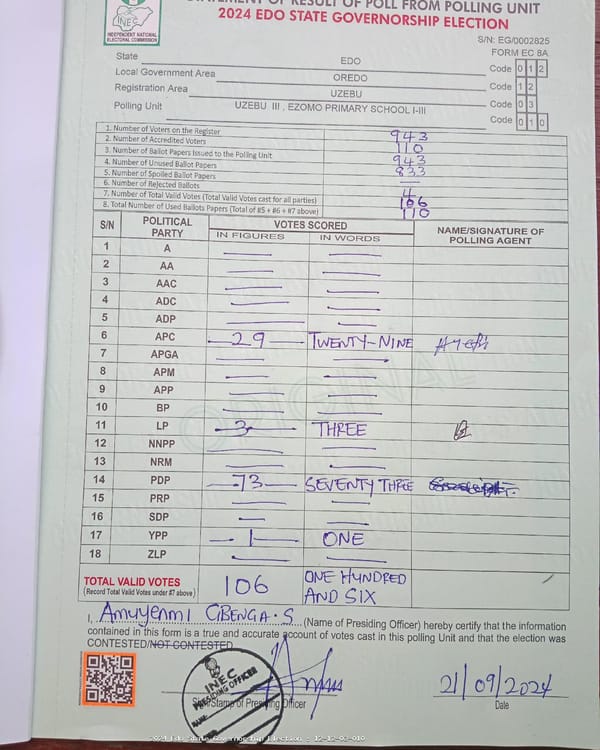 STATEMENT OF RESULT OF POLL FROM POLLING UNIT
2024 EDO STATE GOVERNORSHIP ELECTION
INEC
INDEPENDENT NATIONAL ELECTORAL COMMISSION
S/N: EG/0002825
FORM EC 8A
State EDO Code 0 1 2
Local Government Area OREDO Code 1 2
Registration Area UZEBU Code 0 3
Polling Unit UZEBU III , EZOMO PRIMARY SCHOOL I-III Code 0 1 0
1. Number of Voters on the Register 943
2. Number of Accredited Voters 110
3. Number of Ballot Papers Issued to the Polling Unit 943
4. Number of Unused Ballot Papers 833
5. Number of Spoiled Ballot Papers —
6. Number of Rejected Ballots 4
7. Number of Total Valid Votes (Total Valid Votes cast for all parties) 106
8. Total Number of Used Ballots Papers (Total of #5 + #6 + #7 above) 110
S/N POLITICAL PARTY VOTES SCORED NAME/SIGNATURE OF POLLING AGENT
IN FIGURES IN WORDS
1 A — —
2 AA — —
3 AAC — —
4 ADC — —
5 ADP — —
6 APC 29 TWENTY-NINE
7 APGA — —
8 APM — —
9 APP — —
10 BP — —
11 LP 3 THREE
12 NNPP — —
13 NRM — —
14 PDP 73 SEVENTY THREE
15 PRP — —
16 SDP — —
17 YPP 1 ONE
18 ZLP — —
TOTAL VALID VOTES 106 ONE HUNDRED AND SIX
(Record Total Valid Votes under #7 above)
I, Amuyenmi GBENGA.S (Name of Presiding Officer) hereby certify that the information
contained in this form is a true and accurate account of votes cast in this polling Unit and that the election was
CONTESTED/NOT CONTESTED
INEC
PRESIDING OFFICER
NAME:
Stamp of Presiding Officer
21/09/2024
Date
2024 Edo State Governorship Election - 12-12-03-010